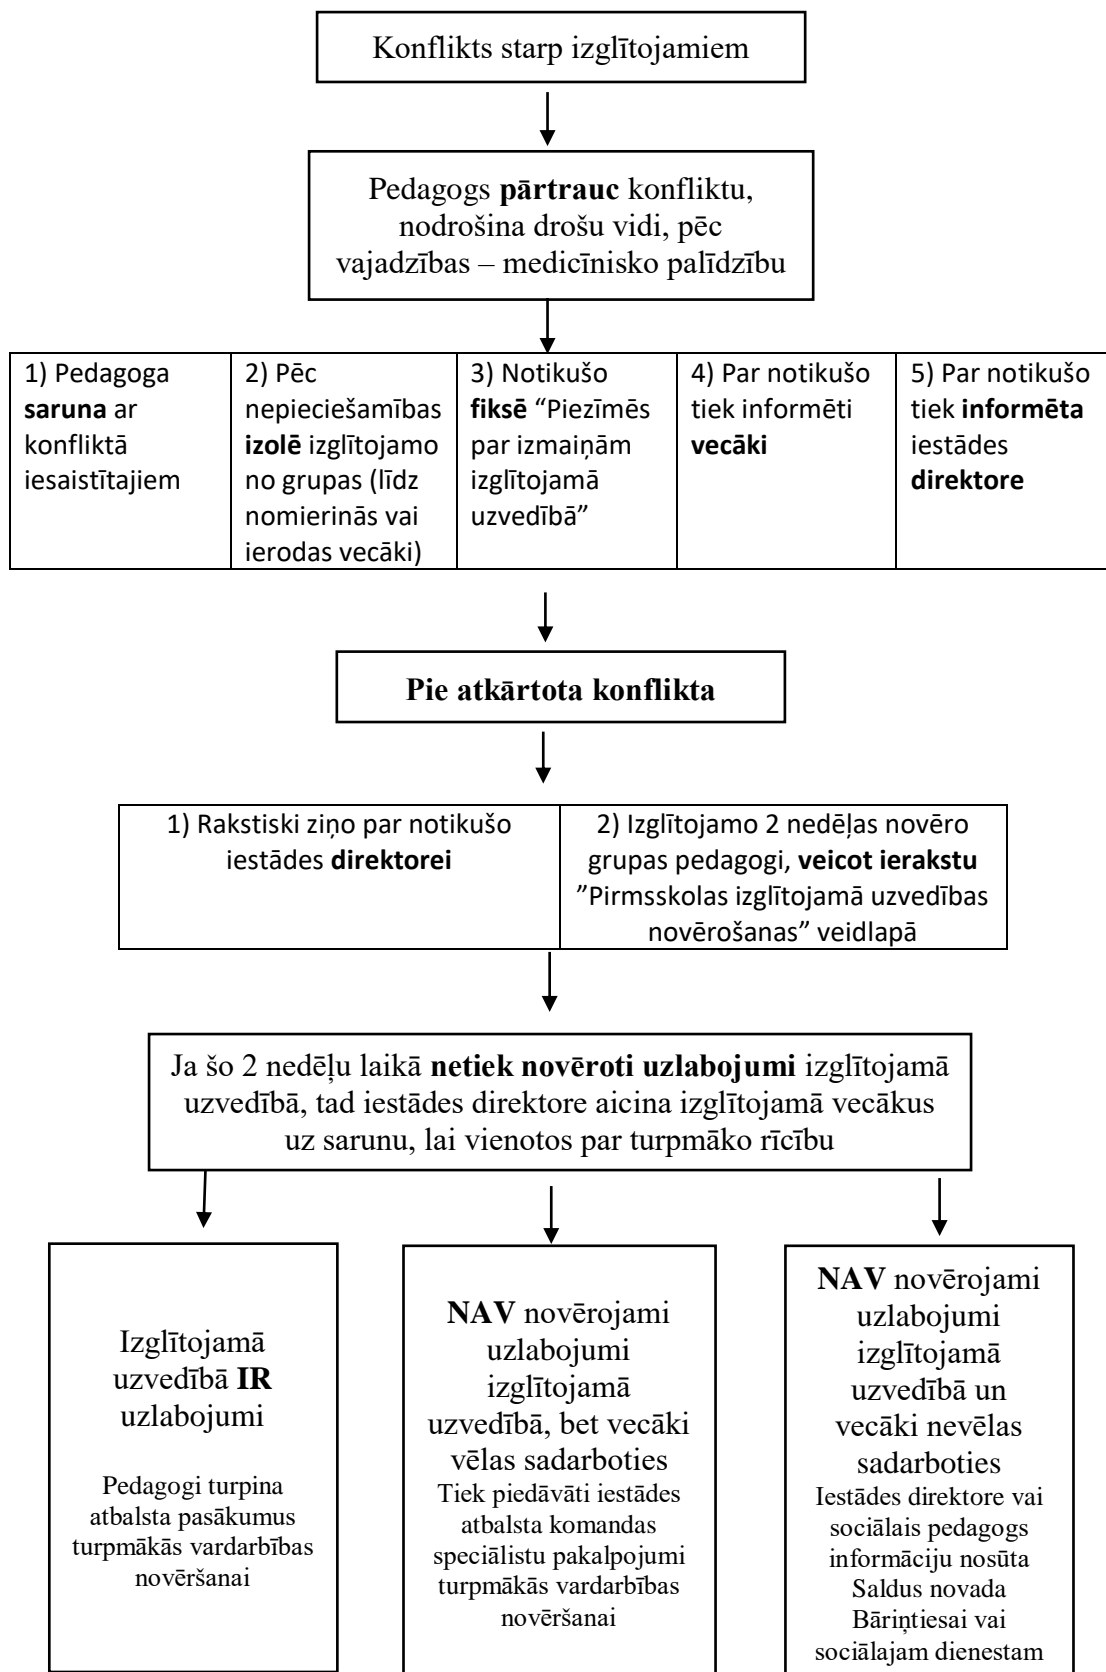 Konflikts starp izglītojamiem
Pedagogs pārtrauc konfliktu,
nodrošina drošu vidi, pēc
vajadzības – medicīnisko palīdzību
1) Pedagoga
saruna ar
konfliktā
iesaistītajiem
2) Pēc
nepieciešamības
izolē izglītojamo
no grupas (līdz
nomierinās vai
ierodas vecāki)
3) Notikušo
fiksē “Piezīmēs
par izmaiņām
izglītojamā
uzvedībā”
4) Par notikušo
tiek informēti
vecāki
5) Par notikušo
tiek informēta
iestādes
direktore
Pie atkārtota konflikta
1) Rakstiski ziņo par notikušo
iestādes direktorei
2) Izglītojamo 2 nedēļas novēro
grupas pedagogi, veicot ierakstu
”Pirmsskolas izglītojamā uzvedības
novērošanas” veidlapā
Ja šo 2 nedēļu laikā netiek novēroti uzlabojumi izglītojamā
uzvedībā, tad iestādes direktore aicina izglītojamā vecākus
uz sarunu, lai vienotos par turpmāko rīcību
Izglītojamā
uzvedībā IR
uzlabojumi
Pedagogi turpina
atbalsta pasākumus
turpmākās vardarbības
novēršanai
NAV novērojami
uzlabojumi
izglītojamā
uzvedībā, bet vecāki
vēlas sadarboties
Tiek piedāvāti iestādes
atbalsta komandas
speciālistu pakalpojumi
turpmākās vardarbības
novēršanai
NAV novērojami
uzlabojumi
izglītojamā
uzvedībā un
vecāki nevēlas
sadarboties
Iestādes direktore vai
sociālais pedagogs
informāciju nosūta
Saldus novada
Bāriņtiesai vai
sociālajam dienestam